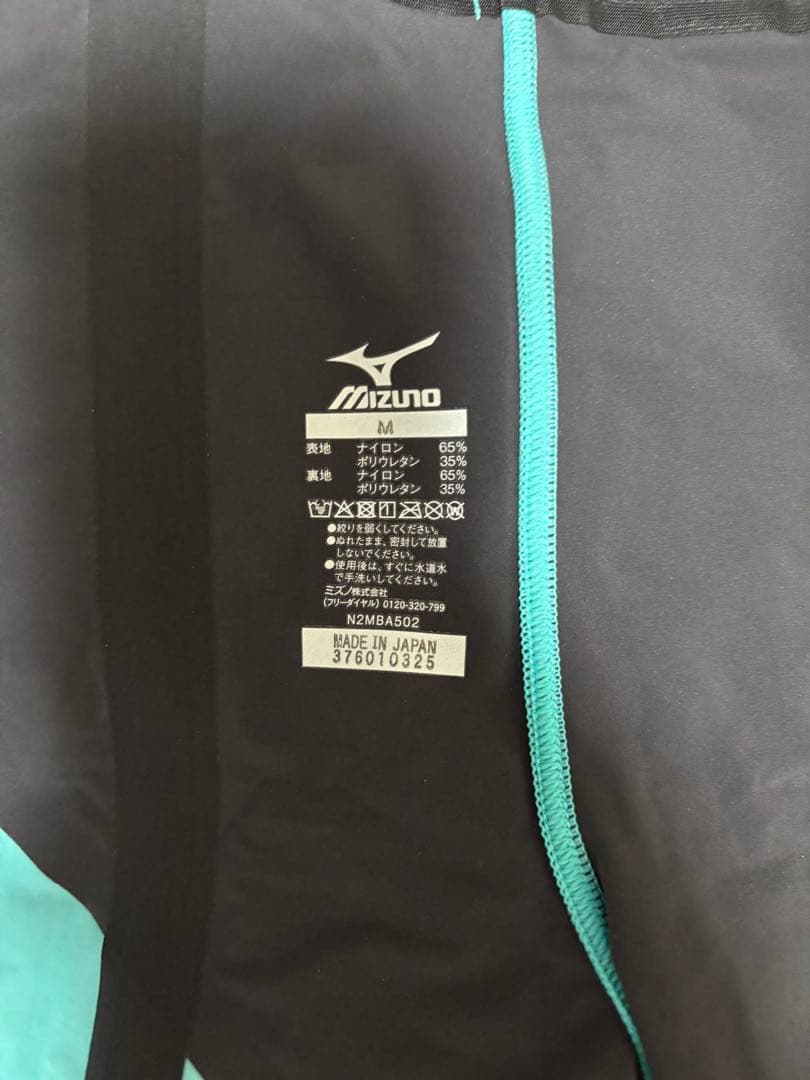 MIZUNO
M
表地 ナイロン 65%
ポリウレタン 35%
裏地 ナイロン 65%
ポリウレタン 35%
●絞りを弱くしてください。
●ぬれたまま、密封して放置
しないでください。
●使用後は、すぐに水道水
で手洗いしてください。
ミズノ株式会社
(フリーダイヤル) 0120-320-799
N2MBA502
MADE IN JAPAN
376010325